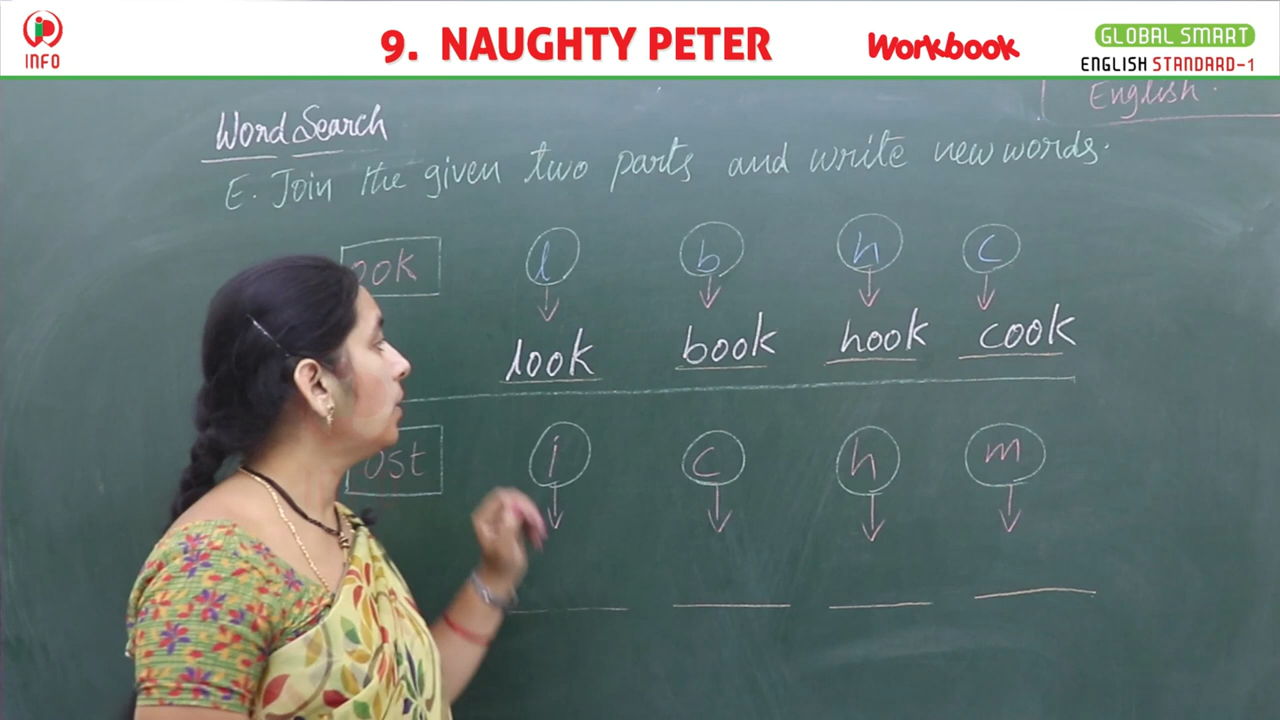 INFO
9. NAUGHTY PETER
Workbook
GLOBAL SMART
ENGLISH STANDARD-1
English.
Word Search
E. Join the given two parts and write new words.
ook l b h c
look book hook cook
ost c h m